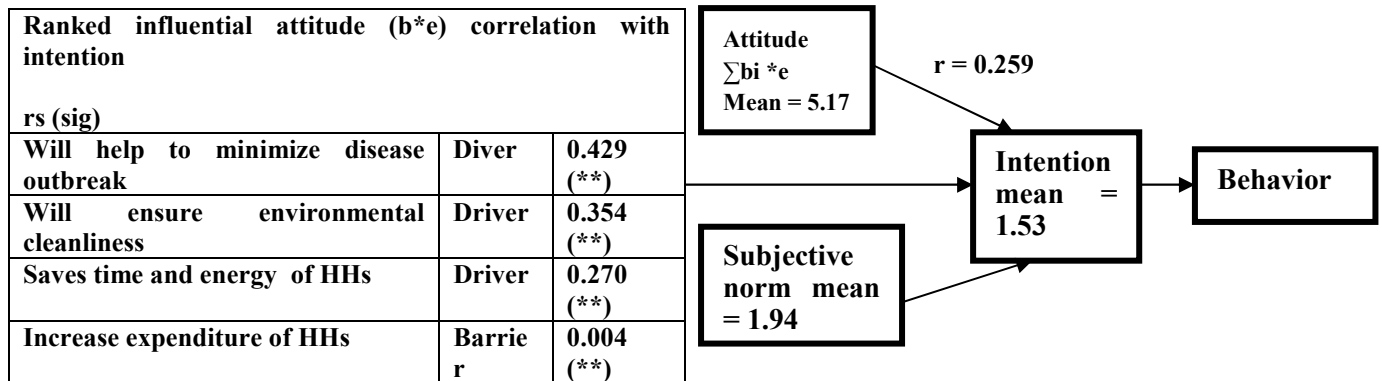 Ranked influential attitude (b*e) correlation with
intention
rs (sig)
Will help to minimize disease
outbreak
Diver
0.429
(**)
Will ensure environmental
cleanliness
Driver
0.354
(**)
Saves time and energy of HHs
Driver
0.270
(**)
Increase expenditure of HHs
Barrie
r
0.004
(**)
Attitude
∑bi *e
Mean = 5.17
r = 0.259
Subjective
norm mean
= 1.94
Intention
mean =
1.53
Behavior